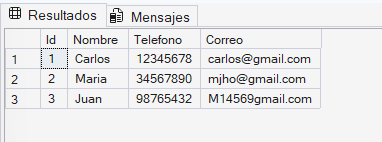 Resultados Mensajes
Id Nombre Telefono Correo
1 1 Carlos 12345678 carlos@gmail.com
2 2 Maria 34567890 mjho@gmail.com
3 3 Juan 98765432 M14569gmail.com